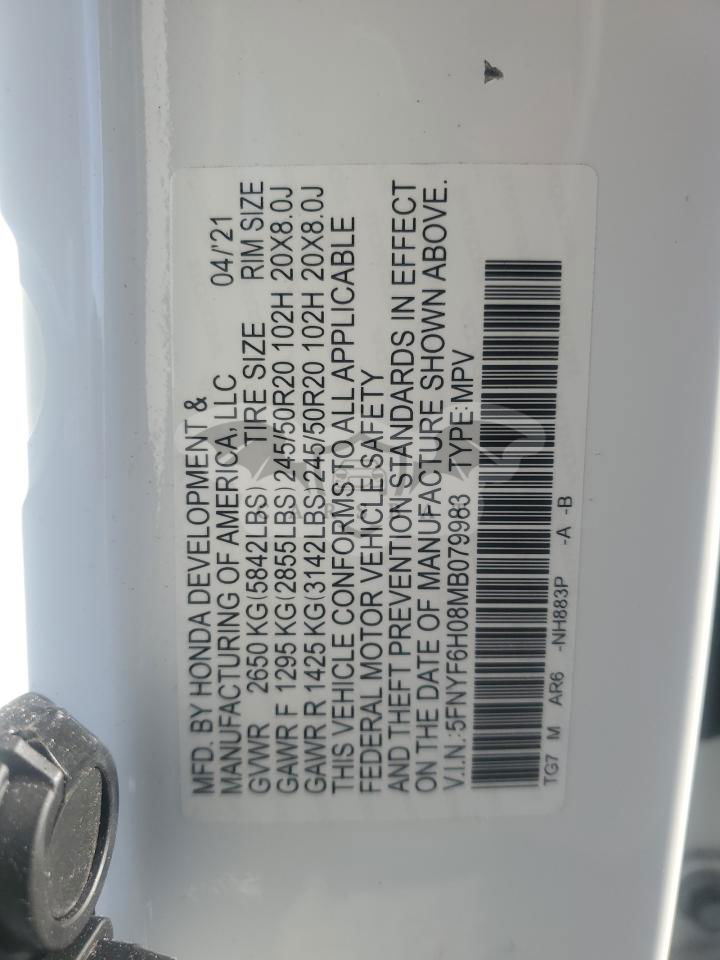 MFD. BY HONDA DEVELOPMENT &
MANUFACTURING OF AMERICA, LLC 04/'21
GVWR 2650 KG(5842LBS) TIRE SIZE RIM SIZE
GAWR F 1295 KG(2855LBS) 245/50R20 102H 20X8.0J
GAWR R 1425 KG(3142LBS) 245/50R20 102H 20X8.0J
THIS VEHICLE CONFORMS TO ALL APPLICABLE
FEDERAL MOTOR VEHICLE SAFETY
AND THEFT PREVENTION STANDARDS IN EFFECT
ON THE DATE OF MANUFACTURE SHOWN ABOVE.
V.I.N.:5FNYF6H08MB079983 TYPE:MPV
TG7 M AR6 -NH883P -A -B